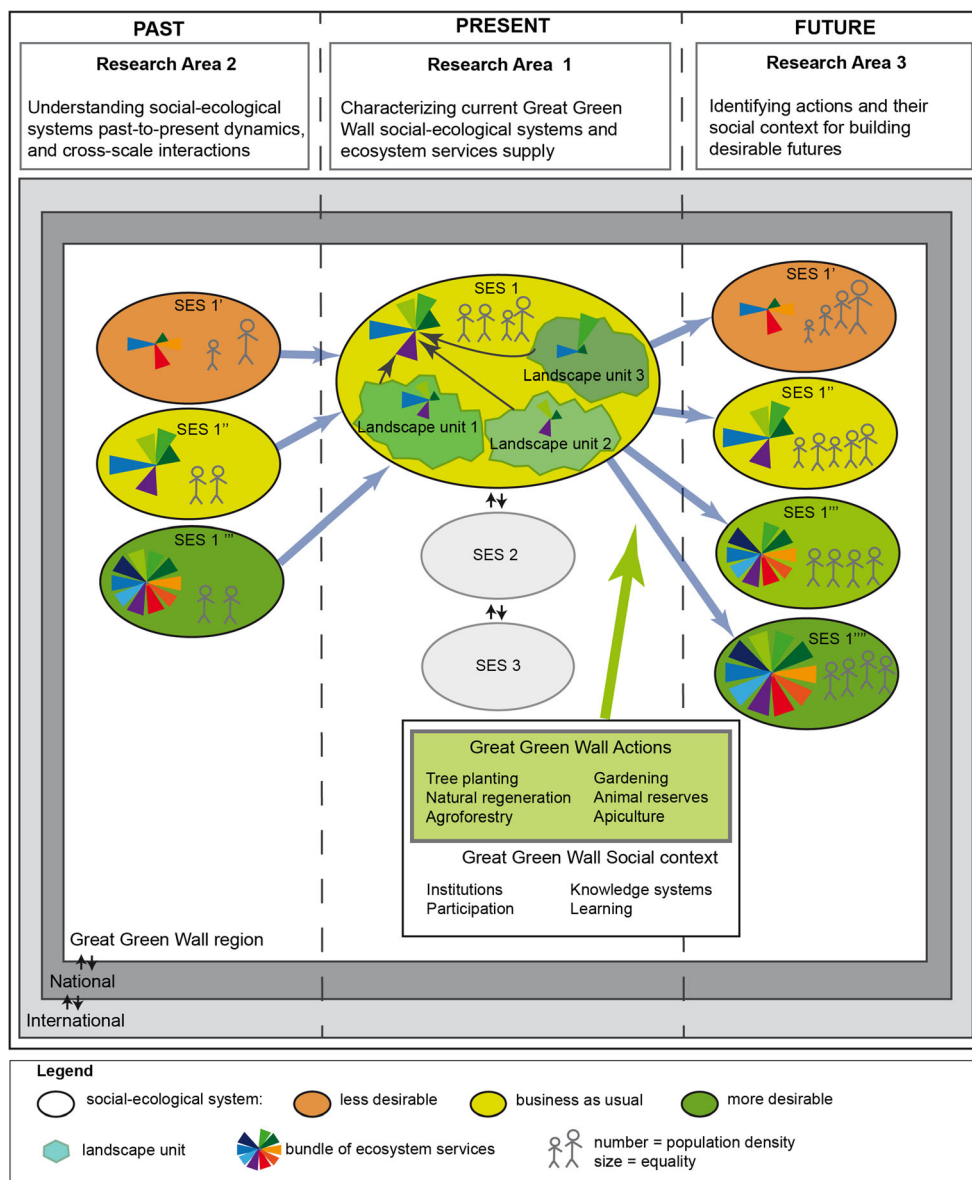 PAST
Research Area 2
Understanding social-ecological
systems past-to-present dynamics,
and cross-scale interactions
PRESENT
Research Area 1
Characterizing current Great Green
Wall social-ecological systems and
ecosystem services supply
FUTURE
Research Area 3
Identifying actions and their
social context for building
desirable futures
SES 1'
SES 1''
SES 1'''
SES 1
Landscape unit 3
Landscape unit 1
Landscape unit 2
SES 2
SES 3
SES 1'
SES 1''
SES 1'''
SES 1''''
Great Green Wall Actions
Tree planting
Natural regeneration
Agroforestry
Gardening
Animal reserves
Apiculture
Great Green Wall Social context
Institutions
Participation
Knowledge systems
Learning
Great Green Wall region
National
International
Legend
social-ecological system:
less desirable
business as usual
more desirable
landscape unit
bundle of ecosystem services
number = population density
size = equality